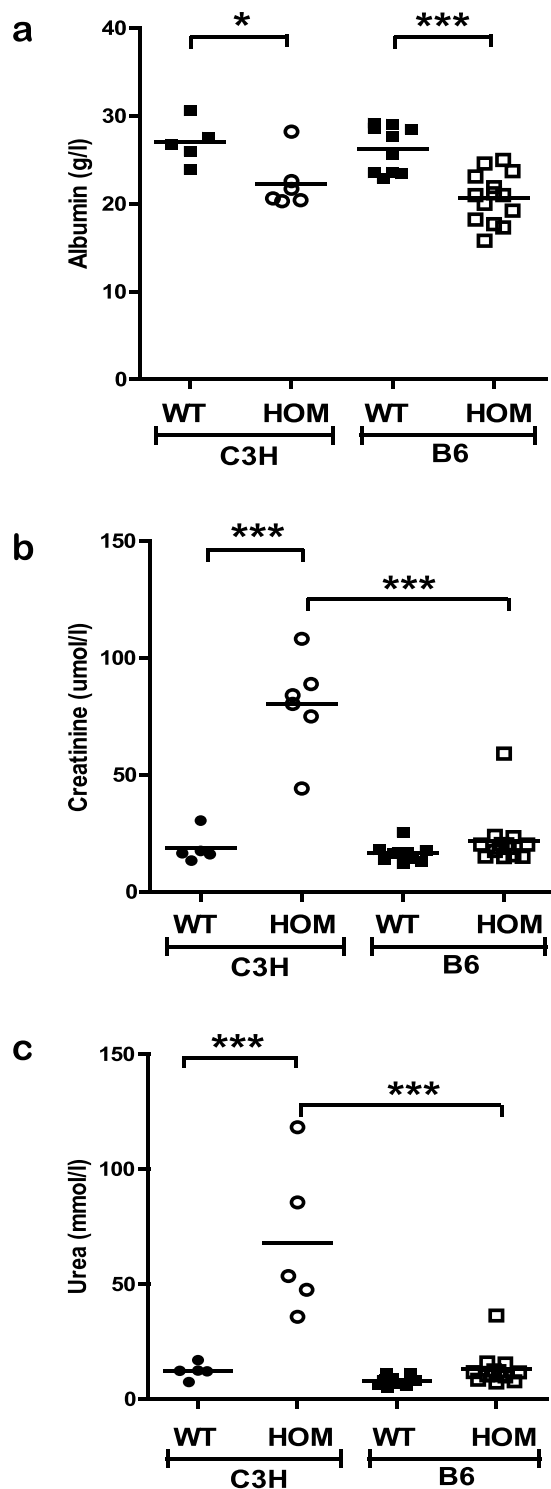 a
* ***
40
30
20
10
0
Albumin (g/l)
WT HOM WT HOM
C3H B6
b
*** ***
150
100
50
0
Creatinine (umol/l)
WT HOM WT HOM
C3H B6
c
*** ***
150
100
50
0
Urea (mmol/l)
WT HOM WT HOM
C3H B6